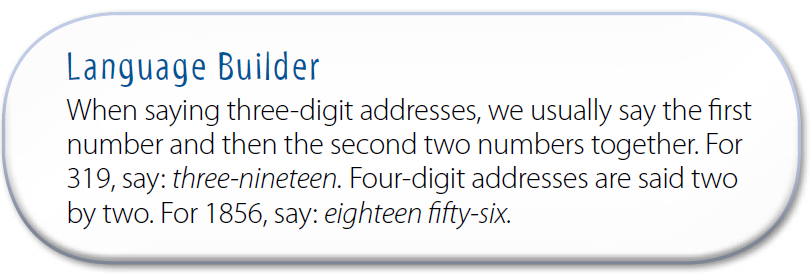 Language Builder
When saying three-digit addresses, we usually say the first
number and then the second two numbers together. For
319, say: three-nineteen. Four-digit addresses are said two
by two. For 1856, say: eighteen fifty-six.